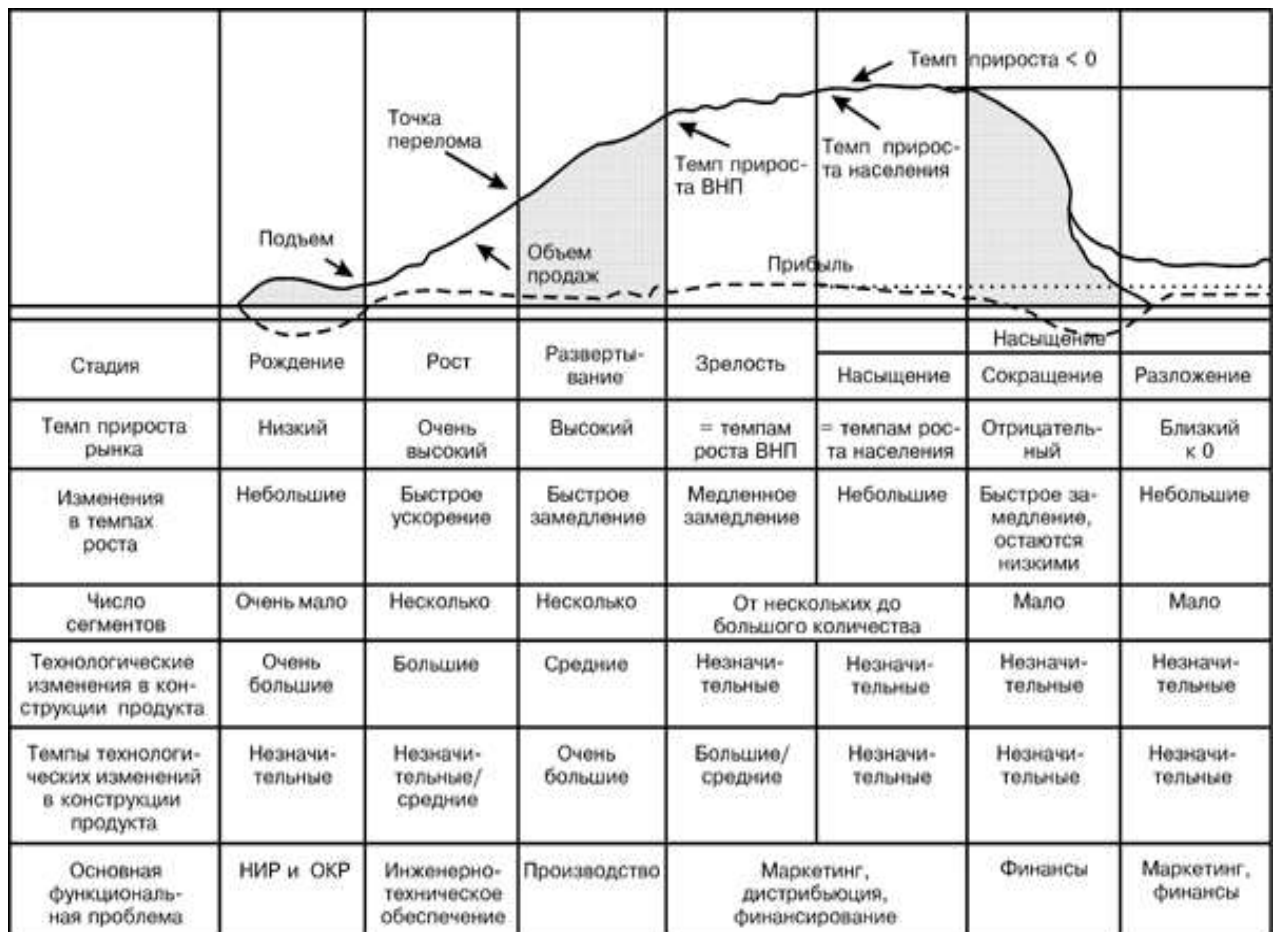 Темп прироста < 0
Точка
перелома
Темп прирос-
та ВНП
Темп прирос-
та населения
Подъем
Объем
продаж
Прибыль
Стадия
Рождение
Рост
Разверты-
вание
Зрелость
Насыщение
Насыщение
Сокращение
Разложение
Темп прироста
рынка
Низкий
Очень
высокий
Высокий
= темпам
роста ВНП
= темпам рос-
та населения
Отрицатель-
ный
Близкий
к 0
Изменения
в темпах
роста
Небольшие
Быстрое
ускорение
Быстрое
замедление
Медленное
замедление
Небольшие
Быстрое за-
медление,
остаются
низкими
Небольшие
Число
сегментов
Очень мало
Несколько
Несколько
От нескольких до
большого количества
Мало
Мало
Технологические
изменения в кон-
струкции продукта
Очень
большие
Большие
Средние
Незначи-
тельные
Незначи-
тельные
Незначи-
тельные
Незначи-
тельные
Темпы технологи-
ческих изменений
в конструкции
продукта
Незначи-
тельные
Незначи-
тельные/
средние
Очень
большие
Большие/
средние
Незначи-
тельные
Незначи-
тельные
Незначи-
тельные
Основная
функциональ-
ная проблема
НИР и ОКР
Инженерно-
техническое
обеспечение
Производство
Маркетинг,
дистрибьюция,
финансирование
Финансы
Маркетинг,
финансы